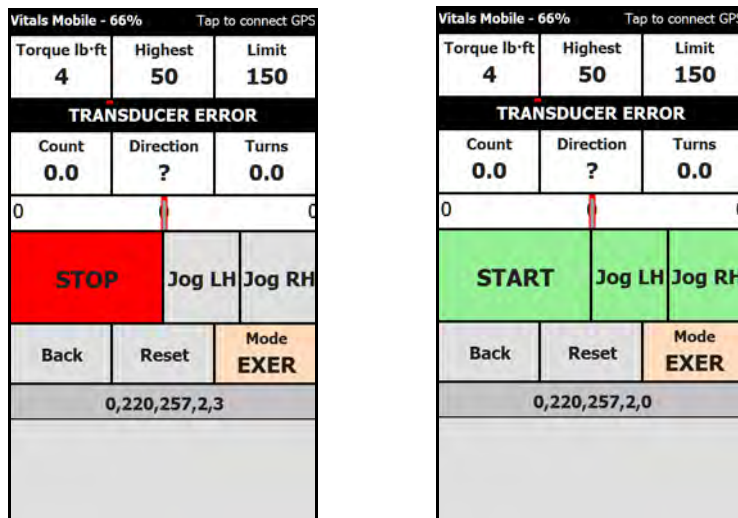 Vitals Mobile - 66% Tap to connect GPS
Torque lb·ft Highest Limit
4 50 150
TRANSDUCER ERROR
Count Direction Turns
0.0 ? 0.0
0 0 0
STOP Jog LH Jog RH
Mode
Back Reset EXER
0,220,257,2,3
Vitals Mobile - 66% Tap to connect GPS
Torque lb·ft Highest Limit
4 50 150
TRANSDUCER ERROR
Count Direction Turns
0.0 ? 0.0
0 0
START Jog LH Jog RH
Mode
Back Reset EXER
0,220,257,2,0